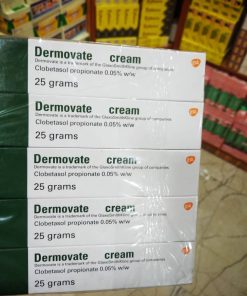 Dermovate cream
Dermovate is a trademark of the GlaxoSmithKline group of companies
Clobetasol propionate 0.05% w/w
25 grams
Dermovate cream
Dermovate is a trademark of the GlaxoSmithKline group of companies
Clobetasol propionate 0.05% w/w
25 grams
Dermovate cream
Dermovate is a trademark of the GlaxoSmithKline group of companies
Clobetasol propionate 0.05% w/w
25 grams
Dermovate cream
Dermovate is a trademark of the GlaxoSmithKline group of companies
Clobetasol propionate 0.05% w/w
25 grams
Dermovate cream
Dermovate is a trademark of the GlaxoSmithKline group of companies
Clobetasol propionate 0.05% w/w
25 grams